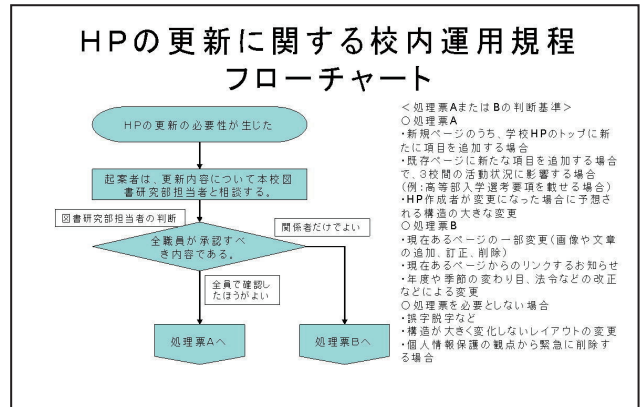 HPの更新に関する校内運用規程
フローチャート
HPの更新の必要性が生じた
起案者は、更新内容について本校図
書研究部担当者と相談する。
図書研究部担当者の判断
全職員が承認すべ
き内容である。
関係者だけでよい
全員で確認し
たほうがよい
処理票Aへ
処理票Bへ
<処理票AまたはBの判断基準>
○処理票A
・新規ページのうち、学校HPのトップに新
たに項目を追加する場合
・既存ページに新たな項目を追加する場合
で、3校間の活動状況に影響する場合
(例:高等部入学選考要項を載せる場合)
・HP作成者が変更になった場合に予想さ
れる構造の大きな変更
○処理票B
・現在あるページの一部変更(画像や文章
の追加、訂正、削除)
・現在あるページからのリンクするお知らせ
・年度や季節の変わり目、法令などの改正
などによる変更
○処理票を必要としない場合
・誤字脱字など
・構造が大きく変化しないレイアウトの変更
・個人情報保護の観点から緊急に削除す
る場合